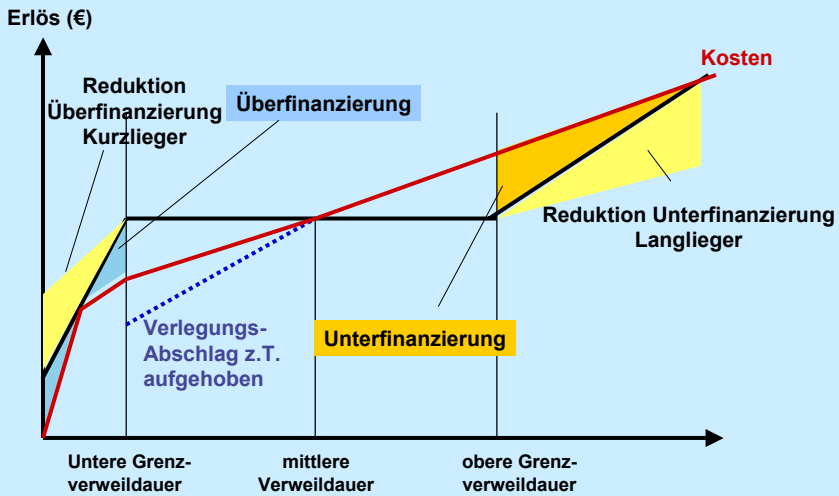 Erlös (€)
Kosten
Reduktion
Überfinanzierung
Kurzlieger
Überfinanzierung
Reduktion Unterfinanzierung
Langlieger
Verlegungs-
Abschlag z.T.
aufgehoben
Unterfinanzierung
Untere Grenz-
verweildauer
mittlere
Verweildauer
obere Grenz-
verweildauer